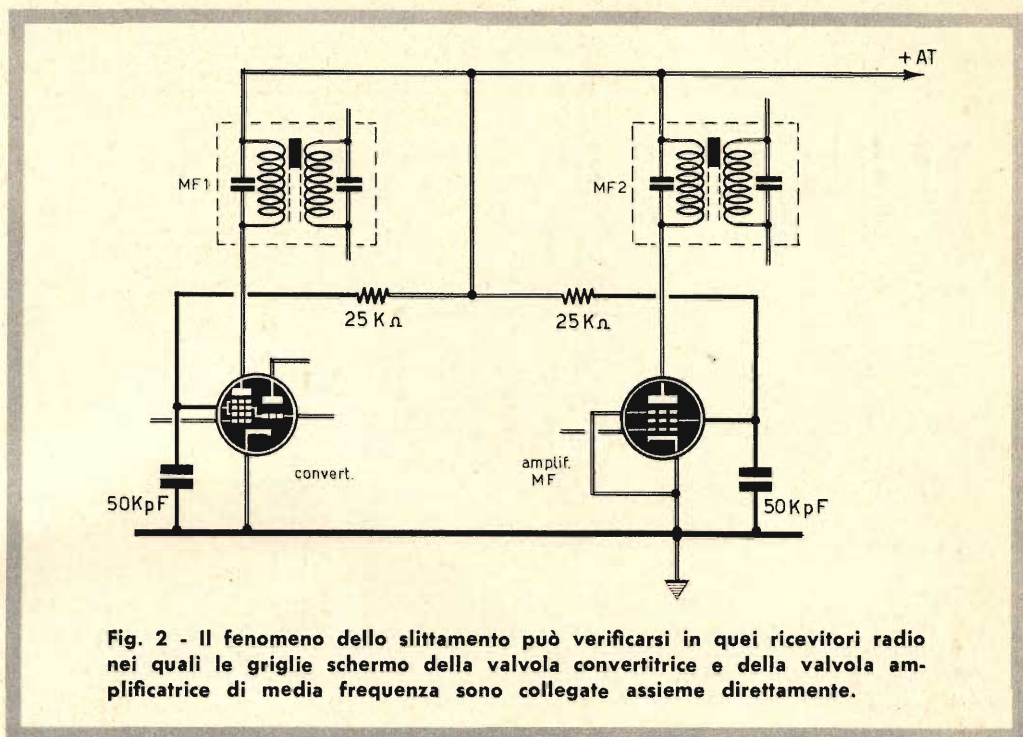 + AT
MF1
MF2
25 KΩ
25KΩ
convert.
amplif.
MF
50KpF
50KpF
Fig. 2 - Il fenomeno dello slittamento può verificarsi in quei ricevitori radio
nei quali le griglie schermo della valvola convertitrice e della valvola am-
plificatrice di media frequenza sono collegate assieme direttamente.